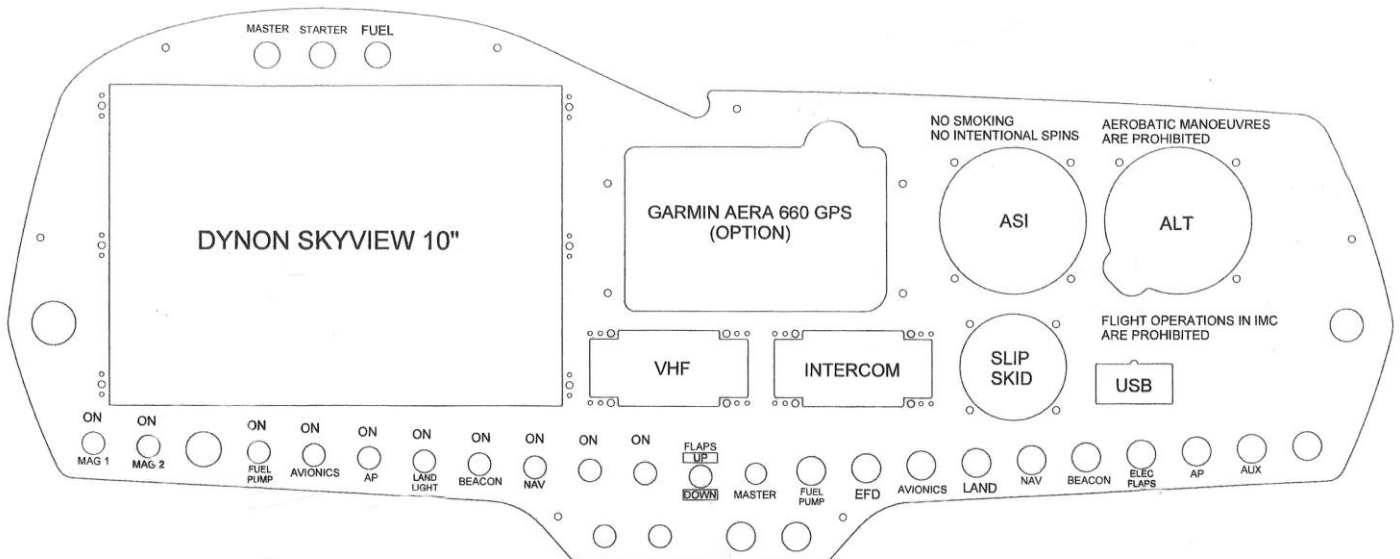 MASTER STARTER FUEL
NO SMOKING
NO INTENTIONAL SPINS
AEROBATIC MANOEUVRES
ARE PROHIBITED
DYNON SKYVIEW 10"
GARMIN AERA 660 GPS
(OPTION)
ASI
ALT
FLIGHT OPERATIONS IN IMC
ARE PROHIBITED
VHF
INTERCOM
SLIP
SKID
USB
ON ON ON ON ON ON ON ON ON ON
MAG 1
MAG 2
FUEL
PUMP
AVIONICS
AP
LAND
LIGHT
BEACON
NAV
FLAPS
UP
DOWN
MASTER
FUEL
PUMP
EFD
AVIONICS
LAND
NAV
BEACON
ELEC
FLAPS
AP
AUX